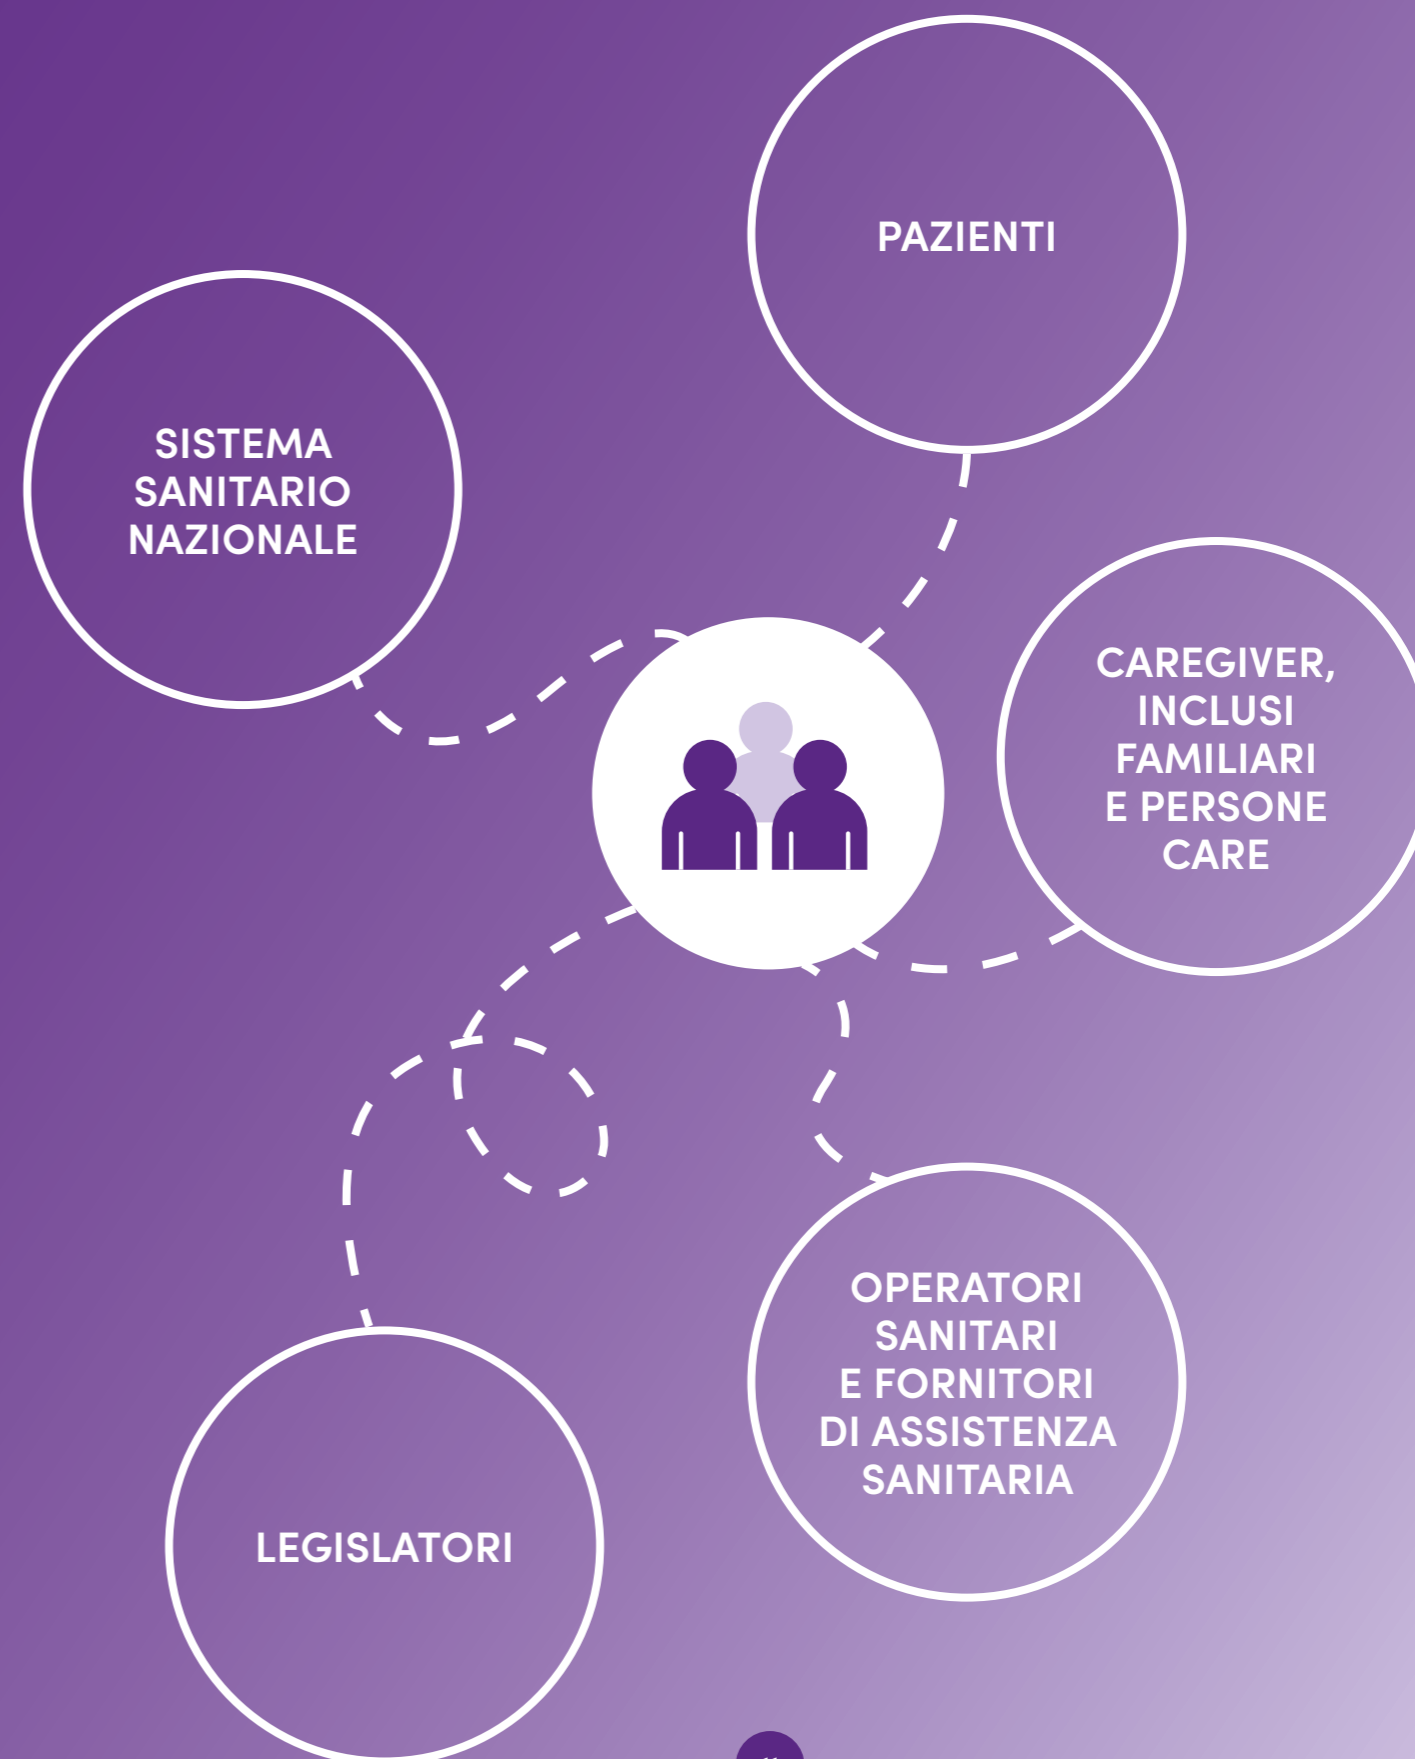 PAZIENTI
SISTEMA
SANITARIO
NAZIONALE
CAREGIVER,
INCLUSI
FAMILIARI
E PERSONE
CARE
OPERATORI
SANITARI
E FORNITORI
DI ASSISTENZA
SANITARIA
LEGISLATORI